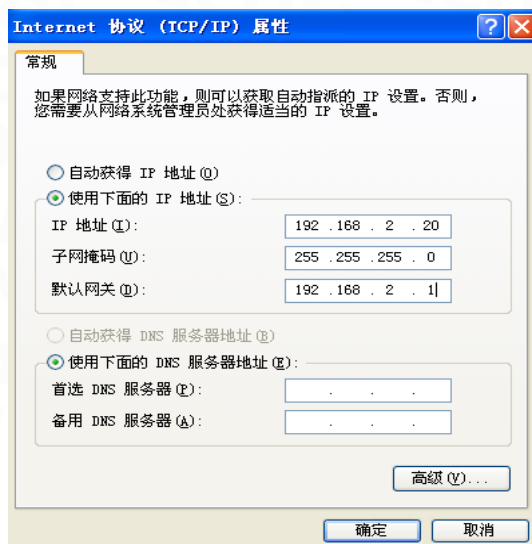 Internet 协议 (TCP/IP) 属性
常规
如果网络支持此功能，则可以获取自动指派的 IP 设置。否则，
您需要从网络系统管理员处获得适当的 IP 设置。
自动获得 IP 地址(O)
使用下面的 IP 地址(S):
IP 地址(I): 192 .168 . 2 . 20
子网掩码(U): 255 .255 .255 . 0
默认网关(D): 192 .168 . 2 . 1
自动获得 DNS 服务器地址(B)
使用下面的 DNS 服务器地址(E):
首选 DNS 服务器(P): . . .
备用 DNS 服务器(A): . . .
高级(V)...
确定 取消